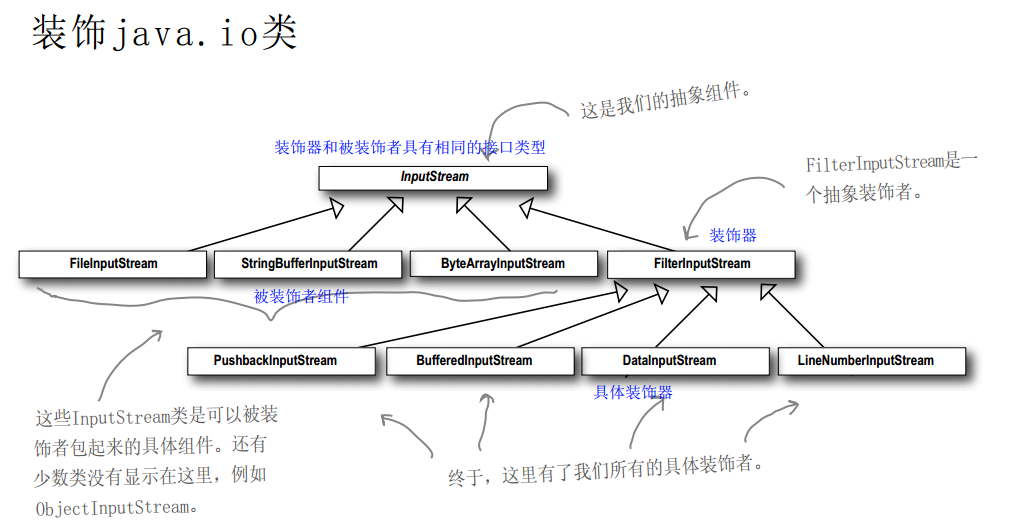 装饰java.io类
这是我们的抽象组件。
装饰器和被装饰者具有相同的接口类型
InputStream
FilterInputStream是一
个抽象装饰者。
装饰器
FileInputStream
StringBufferInputStream
ByteArrayInputStream
FilterInputStream
被装饰者组件
PushbackInputStream
BufferedInputStream
DataInputStream
LineNumberInputStream
具体装饰器
这些InputStream类是可以被装
饰者包起来的具体组件。还有
少数类没有显示在这里，例如
ObjectInputStream。
终于，这里有了我们所有的具体装饰者。